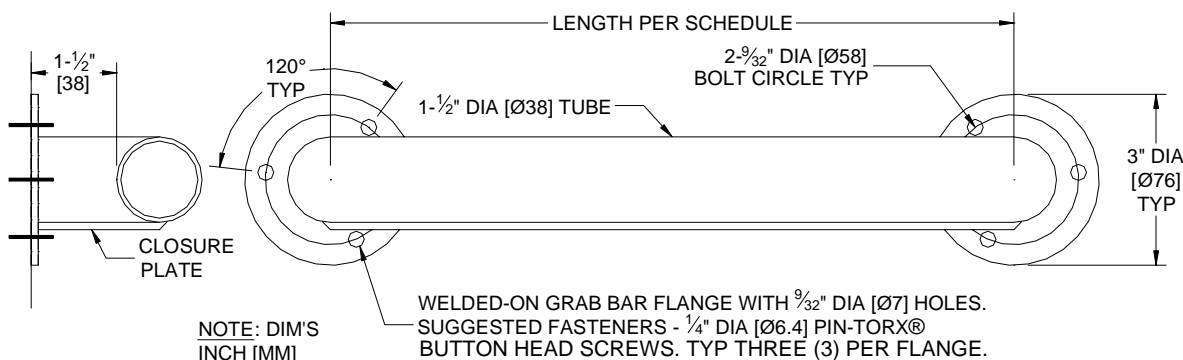 LENGTH PER SCHEDULE
1-½"
[38]
120°
TYP
2-9⁄32" DIA [Ø58]
BOLT CIRCLE TYP
1-½" DIA [Ø38] TUBE
3" DIA
[Ø76]
TYP
CLOSURE
PLATE
WELDED-ON GRAB BAR FLANGE WITH 9⁄32" DIA [Ø7] HOLES.
SUGGESTED FASTENERS - ¼" DIA [Ø6.4] PIN-TORX®
BUTTON HEAD SCREWS. TYP THREE (3) PER FLANGE.
NOTE: DIM'S
INCH [MM]